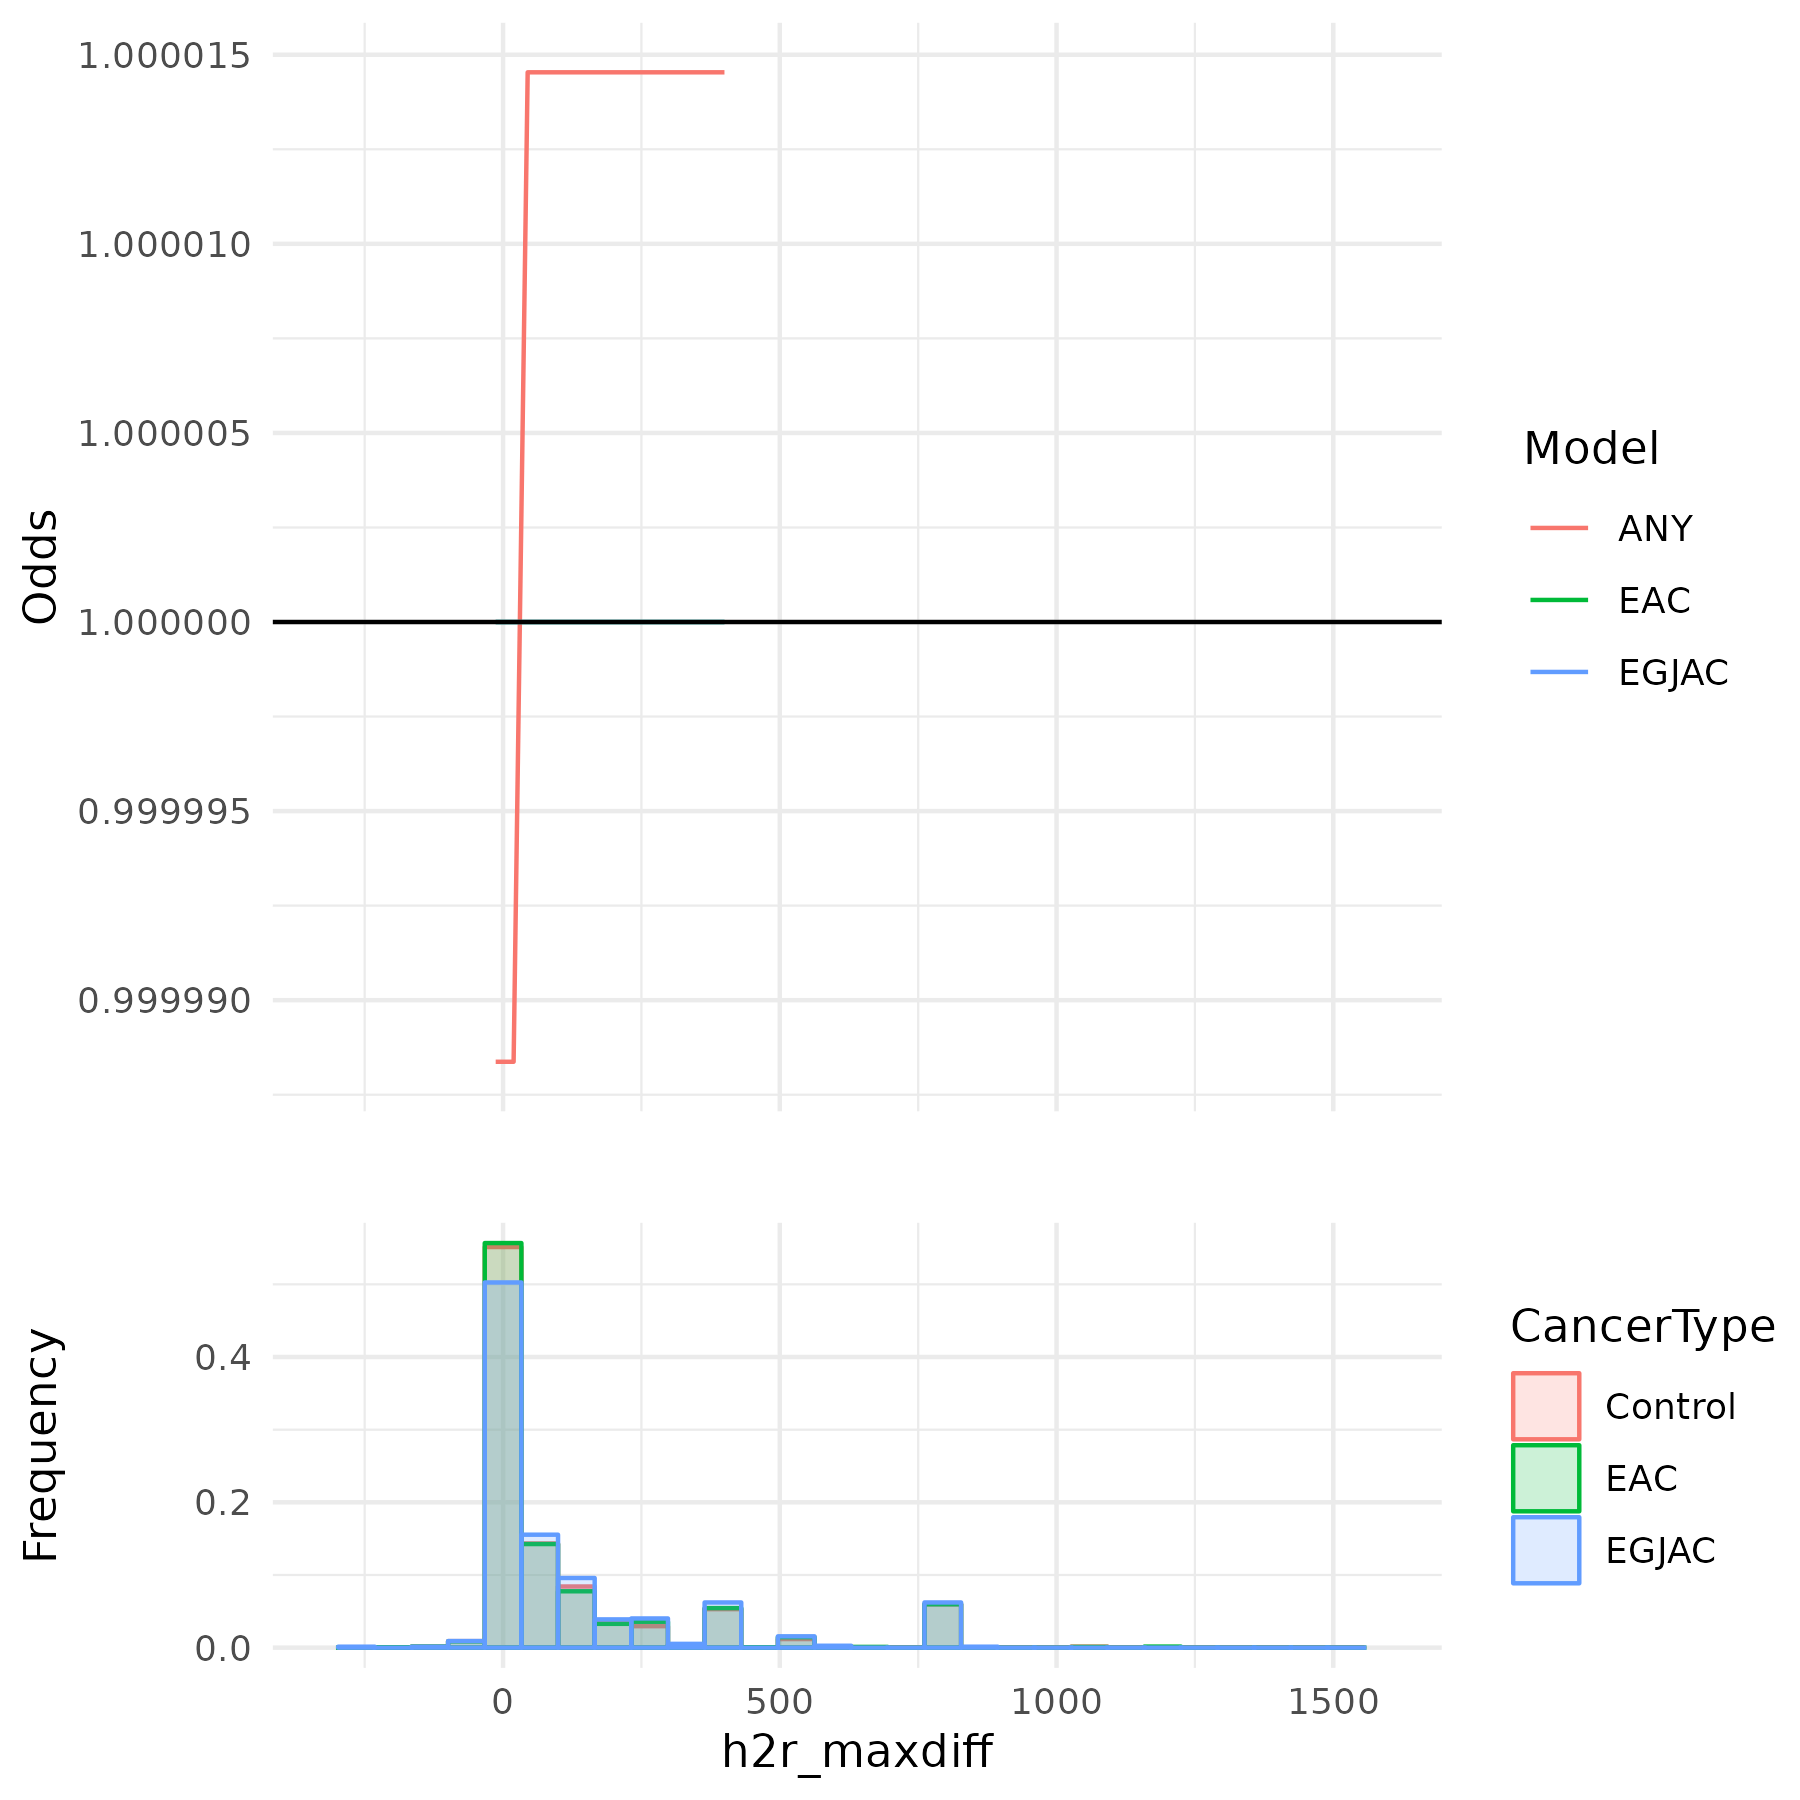 1.000015
1.000010
1.000005
1.000000
0.999995
0.999990
Odds
Model
ANY
EAC
EGJAC
0.4
0.2
0.0
Frequency
0
500
1000
1500
h2r_maxdiff
CancerType
Control
EAC
EGJAC